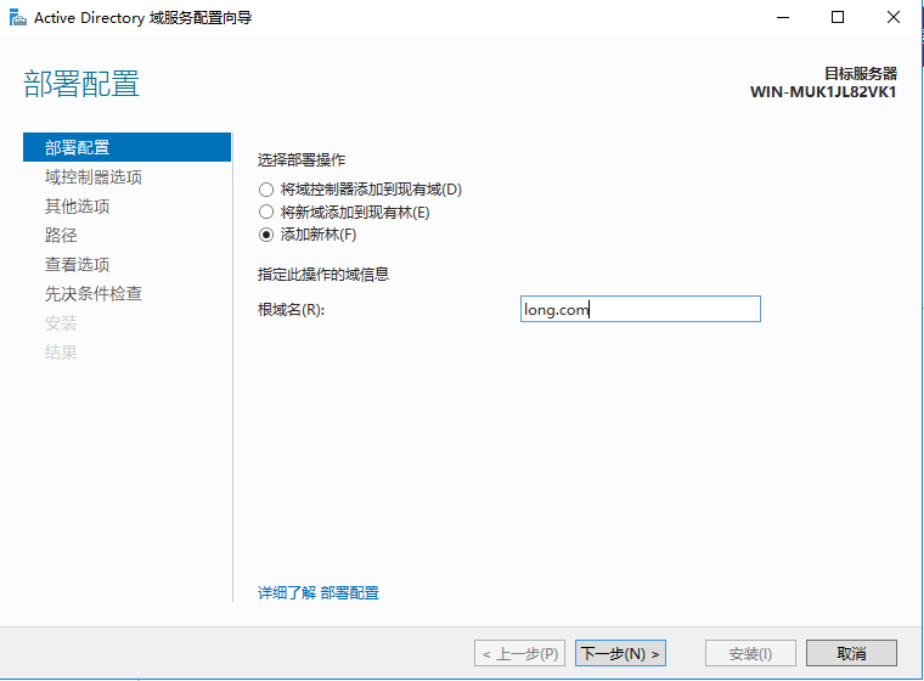 Active Directory 域服务配置向导
部署配置
目标服务器
WIN-MUK1JL82VK1
部署配置
域控制器选项
其他选项
路径
查看选项
先决条件检查
安装
结果
选择部署操作
将域控制器添加到现有域(D)
将新域添加到现有林(E)
添加新林(F)
指定此操作的域信息
根域名(R):
long.com
详细了解 部署配置
< 上一步(P)
下一步(N) >
安装(I)
取消